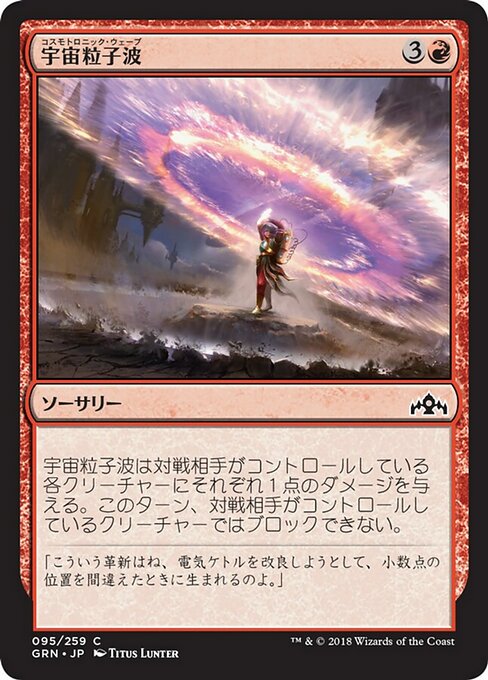 コスモトロニック・ウェーブ
宇宙粒子波 3
ソーサリー
宇宙粒子波は対戦相手がコントロールしている
各クリーチャーにそれぞれ1点のダメージを与
える。このターン、対戦相手がコントロールし
ているクリーチャーではブロックできない。
「こういう革新はね、電気ケトルを改良しようとして、小数点の
位置を間違えたときに生まれるのよ。」
095/259 C
GRN • JP Titus Lunter
™ & © 2018 Wizards of the Coast